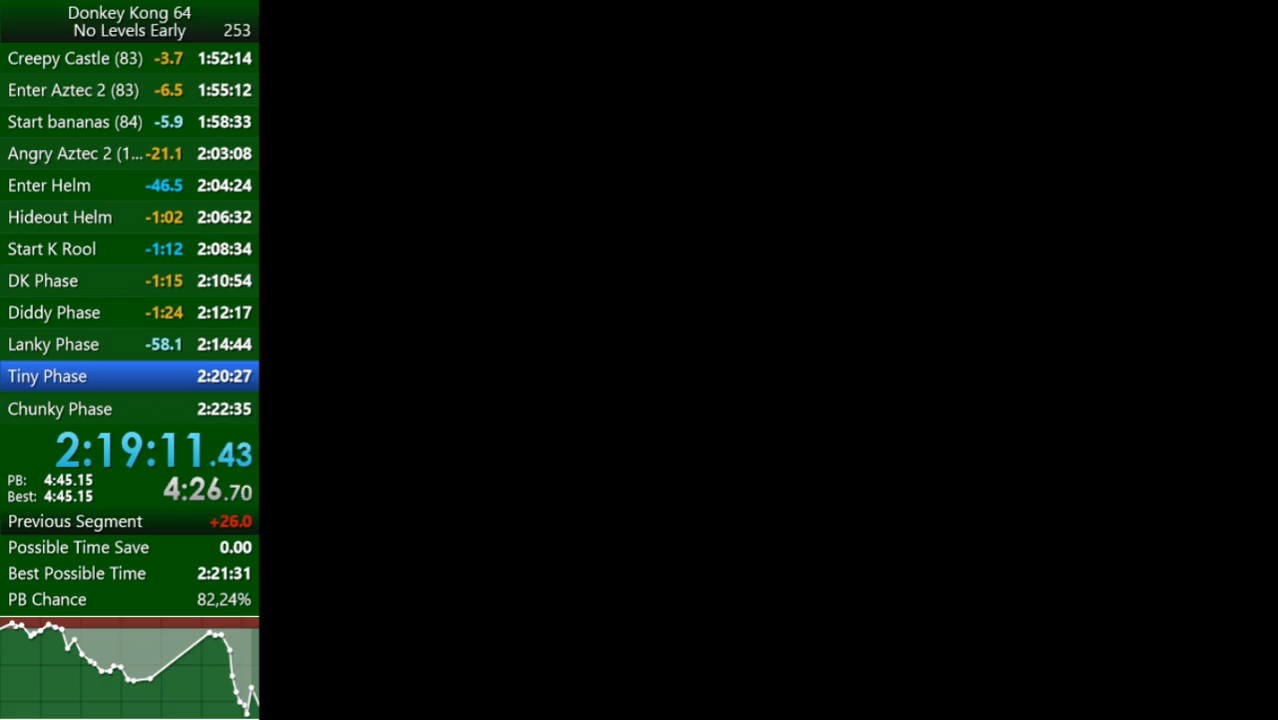 Donkey Kong 64
No Levels Early 253
Creepy Castle (83) -3.7 1:52:14
Enter Aztec 2 (83) -6.5 1:55:12
Start bananas (84) -5.9 1:58:33
Angry Aztec 2 (1... -21.1 2:03:08
Enter Helm -46.5 2:04:24
Hideout Helm -1:02 2:06:32
Start K Rool -1:12 2:08:34
DK Phase -1:15 2:10:54
Diddy Phase -1:24 2:12:17
Lanky Phase -58.1 2:14:44
Tiny Phase 2:20:27
Chunky Phase 2:22:35
2:19:11.43
PB: 4:45.15
Best: 4:45.15
4:26.70
Previous Segment +26.0
Possible Time Save 0.00
Best Possible Time 2:21:31
PB Chance 82,24%